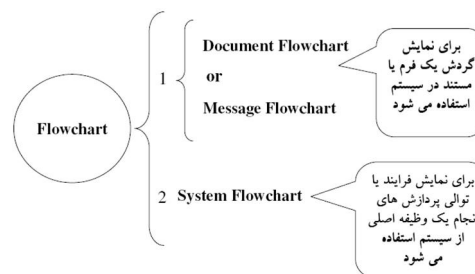 Flowchart
1
Document Flowchart
or
Message Flowchart
برای نمایش
گردش یک فرم یا
مستند در سیستم
استفاده می شود
2 System Flowchart
برای نمایش فرایند یا
توالی پردازش های
نجام یک وظیفه اصلی
از سیستم استفاده
می شود